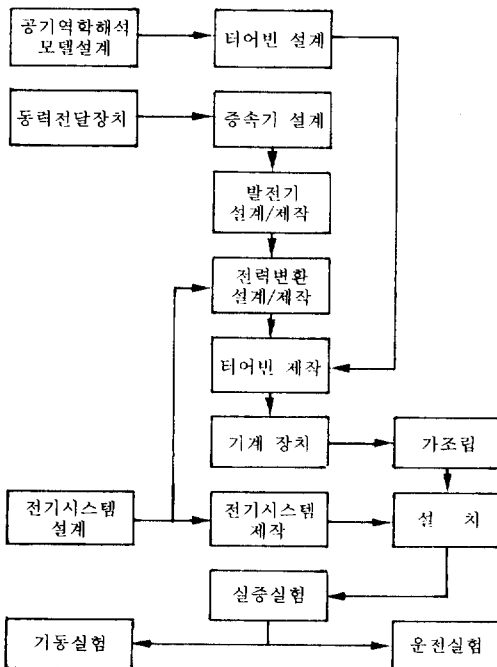 공기역학해석
모델설계
터어빈 설계
동력전달장치
증속기 설계
발전기
설계/제작
전력변환
설계/제작
터어빈 제작
기계 장치
가조립
전기시스템
설계
전기시스템
제작
설 치
실증실험
기동실험
운전실험